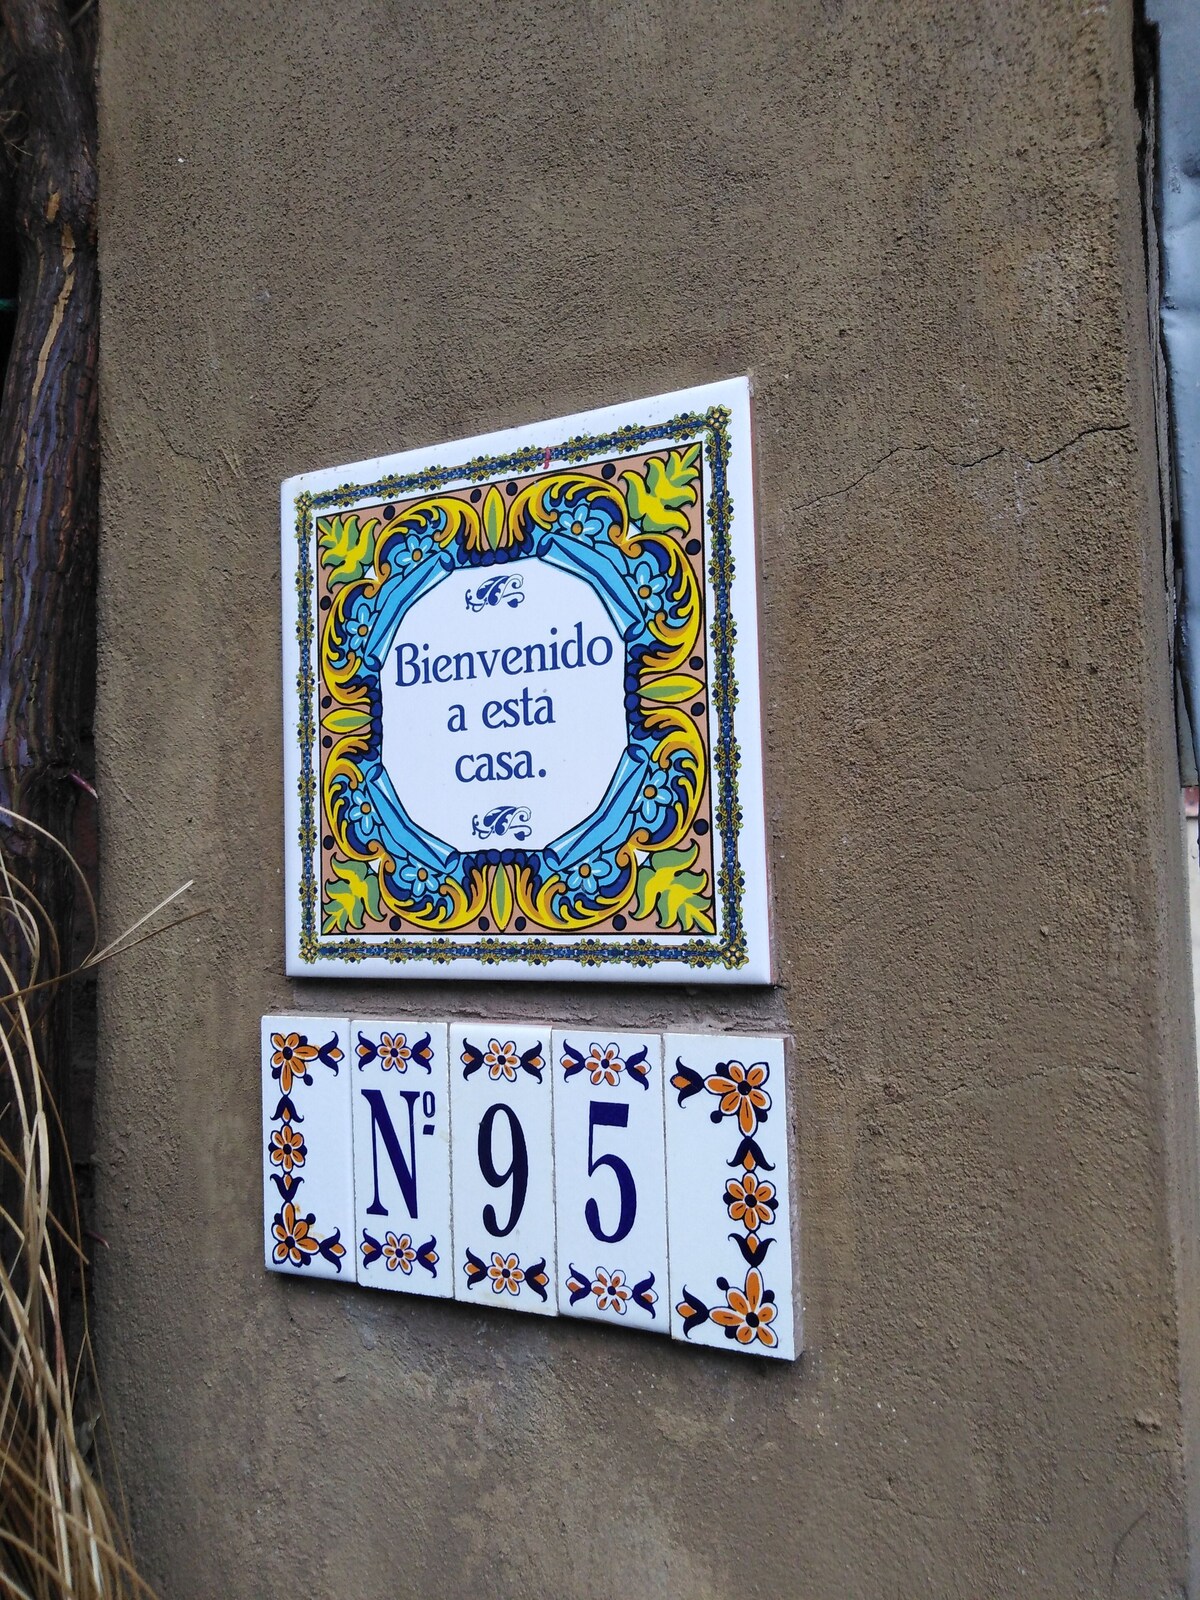 Bienvenido
a esta
casa.
Nº 95